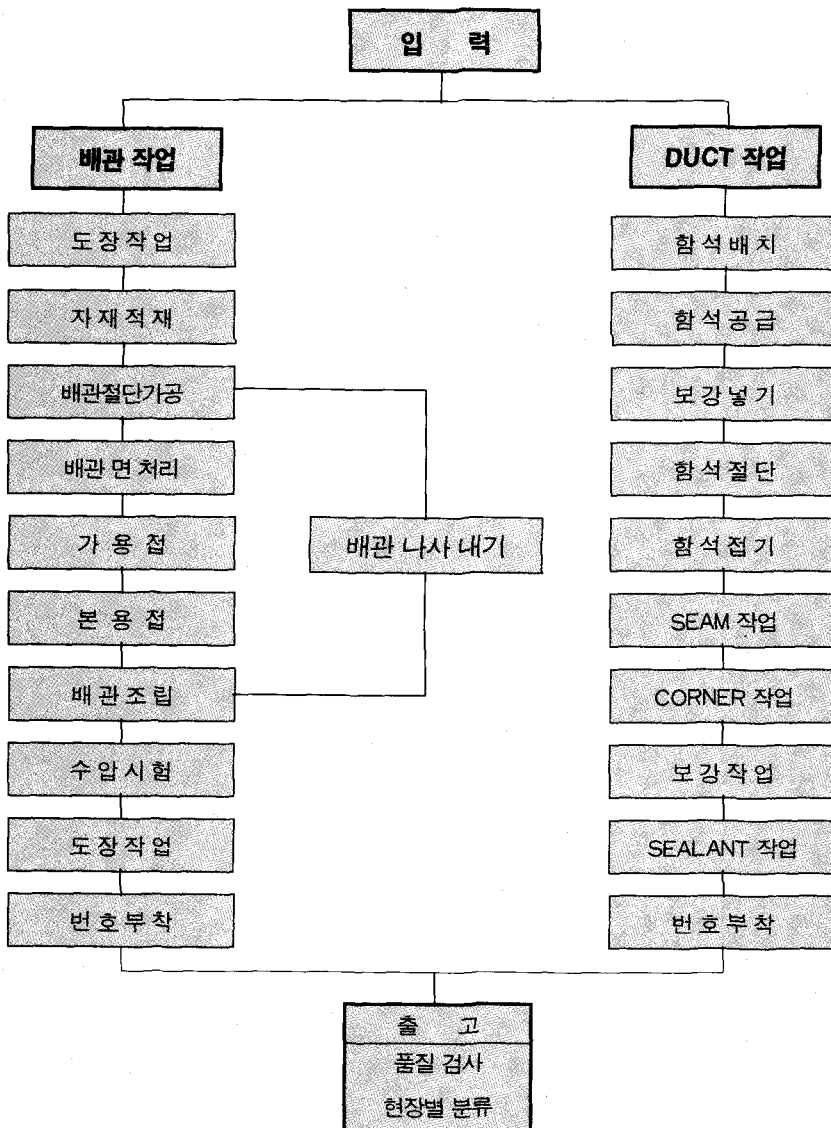 입 력
배관 작업
도장작업
자재적재
배관절단가공
배관면처리
가용접
본용접
배관조립
수압시험
도장작업
번호부착
배관 나사 내기
DUCT 작업
함석배치
함석공급
보강넣기
함석절단
함석접기
SEAM 작업
CORNER 작업
보강작업
SEALANT 작업
번호부착
출 고
품질 검사
현장별 분류